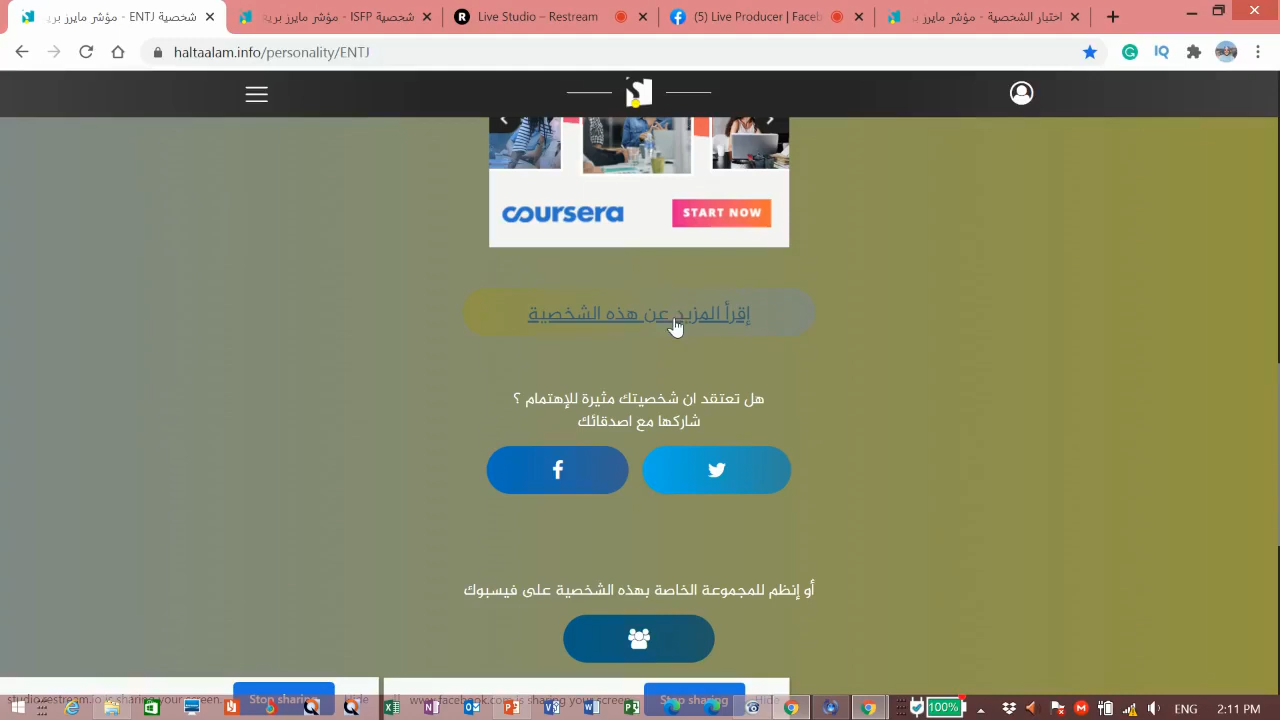 شخصية ENTJ - مؤشر مايرز بري
شخصية ISFP - مؤشر مايرز بريد
Live Studio – Restream
(5) Live Producer | Faceb
اختبار الشخصية - مؤشر مايرز ب
haltaalam.info/personality/ENTJ
coursera
START NOW
إقرأ المزيد عن هذه الشخصية
هل تعتقد ان شخصيتك مثيرة للإهتمام ؟
شاركها مع اصدقائك
أو إنظم للمجموعة الخاصة بهذه الشخصية على فيسبوك
studio.restream.io is sharing your screen. Stop sharing Hide
www.facebook.com is sharing your screen. Stop sharing Hide
100% ENG 2:11 PM